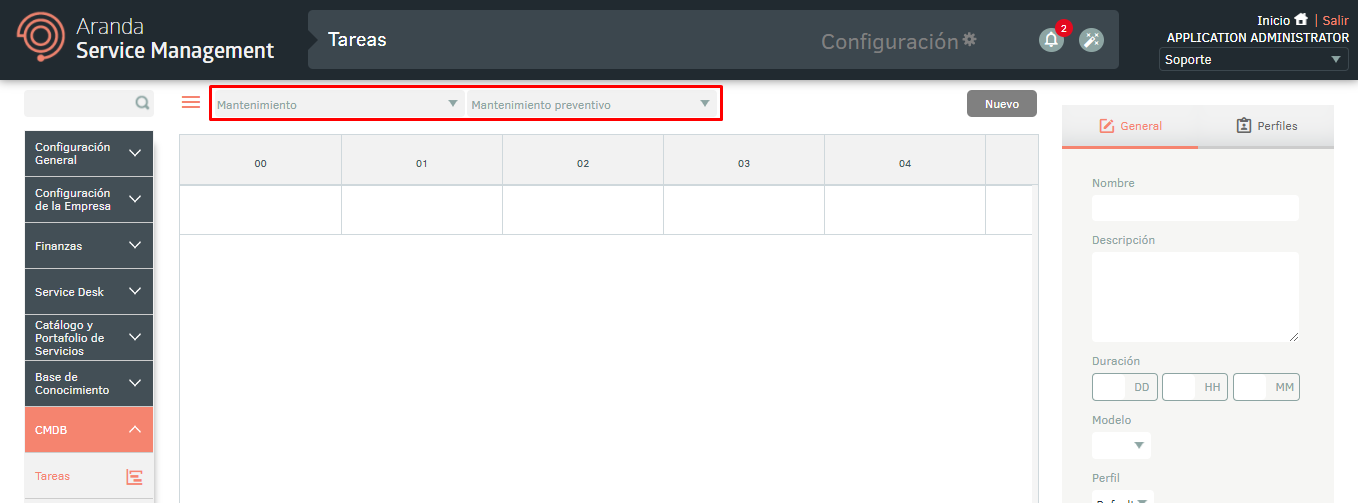 Aranda
Service Management
Tareas
Configuración
2
Inicio | Salir
APPLICATION ADMINISTRATOR
Soporte
Mantenimiento
Mantenimiento preventivo
Nuevo
Configuración
General
Configuración
de la Empresa
Finanzas
Service Desk
Catálogo y
Portafolio de
Servicios
Base de
Conocimiento
CMDB
Tareas
00 01 02 03 04
General
Perfiles
Nombre
Descripción
Duración
DD HH MM
Modelo
Perfil